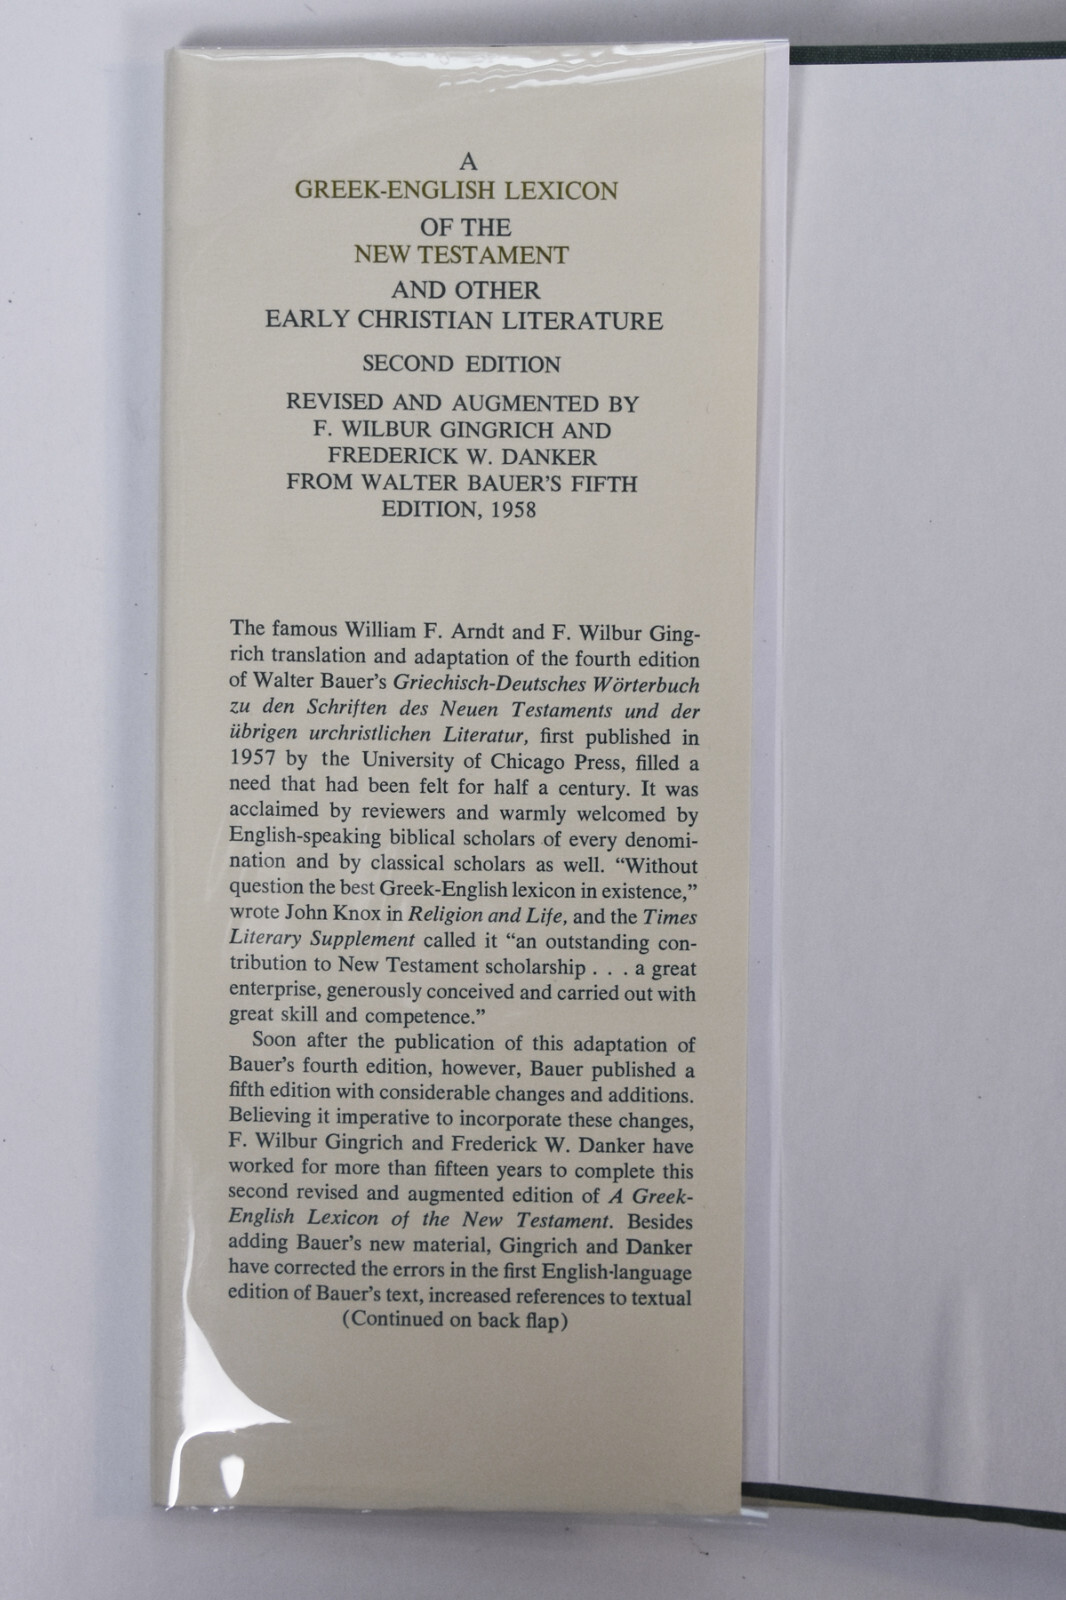 A
GREEK-ENGLISH LEXICON
OF THE
NEW TESTAMENT
AND OTHER
EARLY CHRISTIAN LITERATURE
SECOND EDITION
REVISED AND AUGMENTED BY
F. WILBUR GINGRICH AND
FREDERICK W. DANKER
FROM WALTER BAUER'S FIFTH
EDITION, 1958
The famous William F. Arndt and F. Wilbur Ging-
rich translation and adaptation of the fourth edition
of Walter Bauer's Griechisch-Deutsches Wörterbuch
zu den Schriften des Neuen Testaments und der
übrigen urchristlichen Literatur, first published in
1957 by the University of Chicago Press, filled a
need that had been felt for half a century. It was
acclaimed by reviewers and warmly welcomed by
English-speaking biblical scholars of every denomi-
nation and by classical scholars as well. “Without
question the best Greek-English lexicon in existence,”
wrote John Knox in Religion and Life, and the Times
Literary Supplement called it “an outstanding con-
tribution to New Testament scholarship . . . a great
enterprise, generously conceived and carried out with
great skill and competence.”
Soon after the publication of this adaptation of
Bauer's fourth edition, however, Bauer published a
fifth edition with considerable changes and additions.
Believing it imperative to incorporate these changes,
F. Wilbur Gingrich and Frederick W. Danker have
worked for more than fifteen years to complete this
second revised and augmented edition of A Greek-
English Lexicon of the New Testament. Besides
adding Bauer's new material, Gingrich and Danker
have corrected the errors in the first English-language
edition of Bauer's text, increased references to textual
(Continued on back flap)